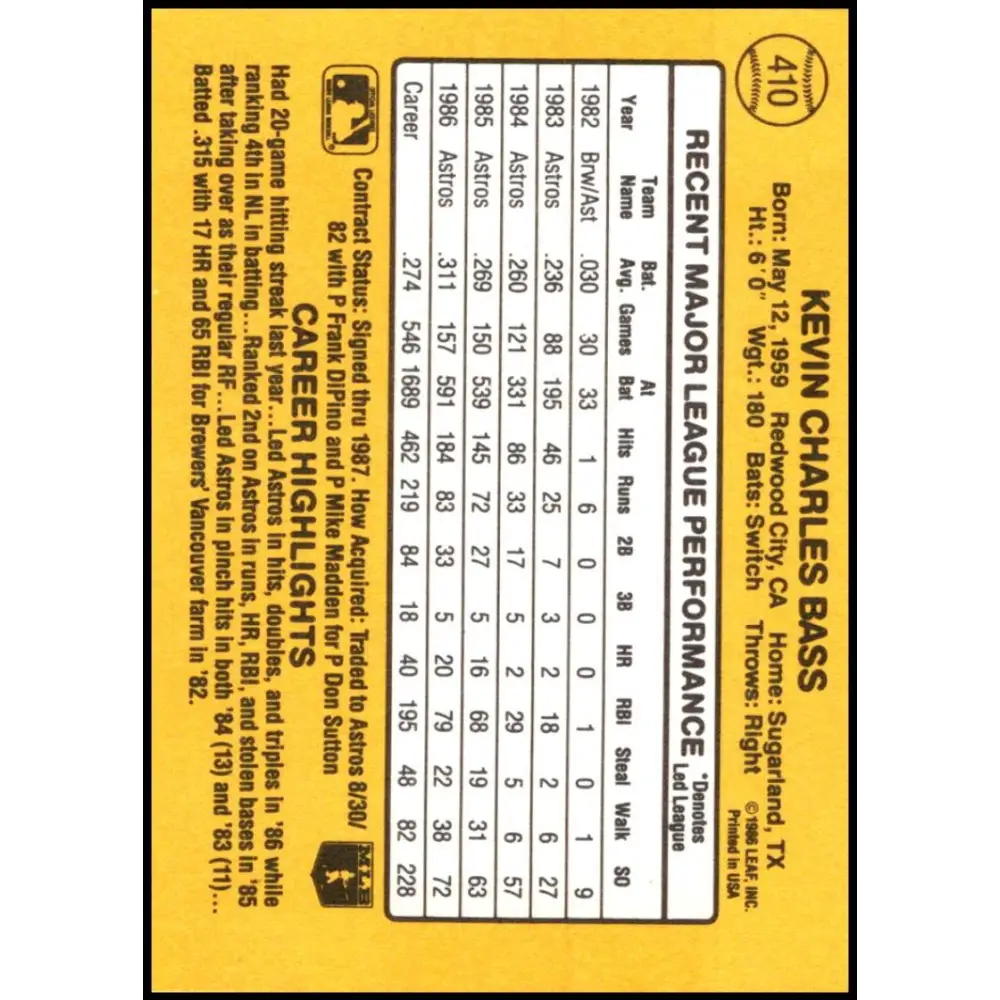 410
KEVIN CHARLES BASS
Born: May 12, 1959 Redwood City, CA Home: Sugarland, TX
Ht.: 6'0" Wgt.: 180 Bats: Switch Throws: Right
©1986 LEAF, INC.
Printed in USA
RECENT MAJOR LEAGUE PERFORMANCE
*Denotes
Led League
Year Team Name Bat. Avg. Games At Bat Hits Runs 2B 3B HR RBI Steal Walk SO
1982 Brw/Ast .030 30 33 1 6 0 0 0 1 0 1 9
1983 Astros .236 88 195 46 25 7 3 2 18 2 6 27
1984 Astros .260 121 331 86 33 17 5 2 29 5 6 57
1985 Astros .269 150 539 145 72 27 5 16 68 19 31 63
1986 Astros .311 157 591 184 83 33 5 20 79 22 38 72
Career .274 546 1689 462 219 84 18 40 195 48 82 228
Contract Status: Signed thru 1987. How Acquired: Traded to Astros 8/30/
82 with P Frank DiPino and P Mike Madden for P Don Sutton
MLB
CAREER HIGHLIGHTS
Had 20-game hitting streak last year...Led Astros in hits, doubles, and triples in '86 while
ranking 4th in NL in batting...Ranked 2nd on Astros in runs, HR, RBI, and stolen bases in '85
after taking over as their regular RF...Led Astros in pinch hits in both '84 (13) and '83 (11)...
Batted .315 with 17 HR and 65 RBI for Brewers' Vancouver farm in '82.